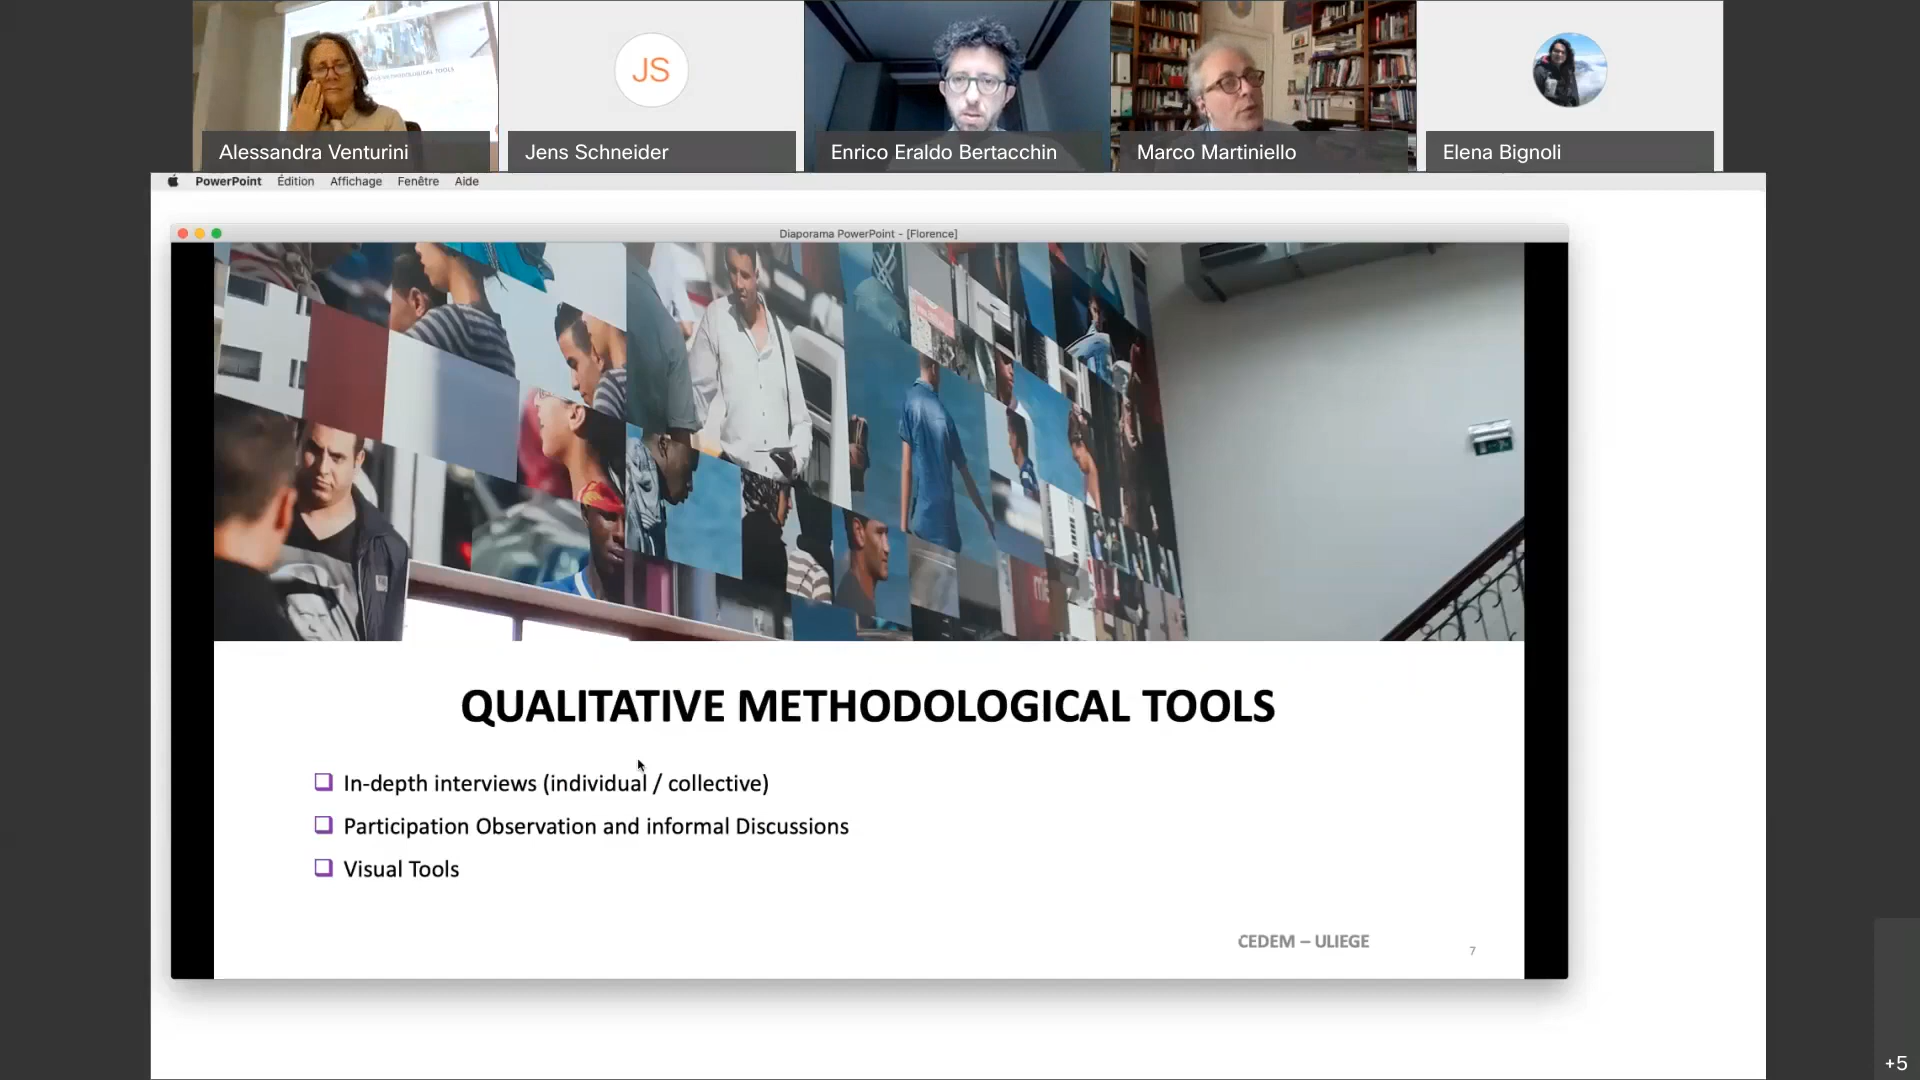 METHODOLOGICAL TOOLS
JS
Alessandra Venturini
Jens Schneider
Enrico Eraldo Bertacchin
Marco Martiniello
Elena Bignoli
PowerPoint Édition Affichage Fenêtre Aide
Diaporama PowerPoint - [Florence]
QUALITATIVE METHODOLOGICAL TOOLS
❑ In-depth interviews (individual / collective)
❑ Participation Observation and informal Discussions
❑ Visual Tools
CEDEM – ULIEGE
7
+5